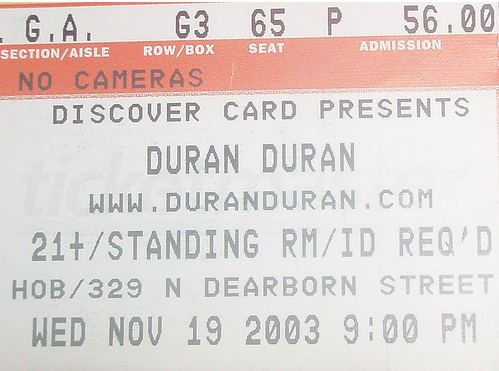 . G.A. G3 65 P 56.00
SECTION/AISLE ROW/BOX SEAT ADMISSION
NO CAMERAS
DISCOVER CARD PRESENTS
DURAN DURAN
WWW.DURANDURAN.COM
21+/STANDING RM/ID REQ'D
HOB/329 N DEARBORN STREET
WED NOV 19 2003 9:00 PM